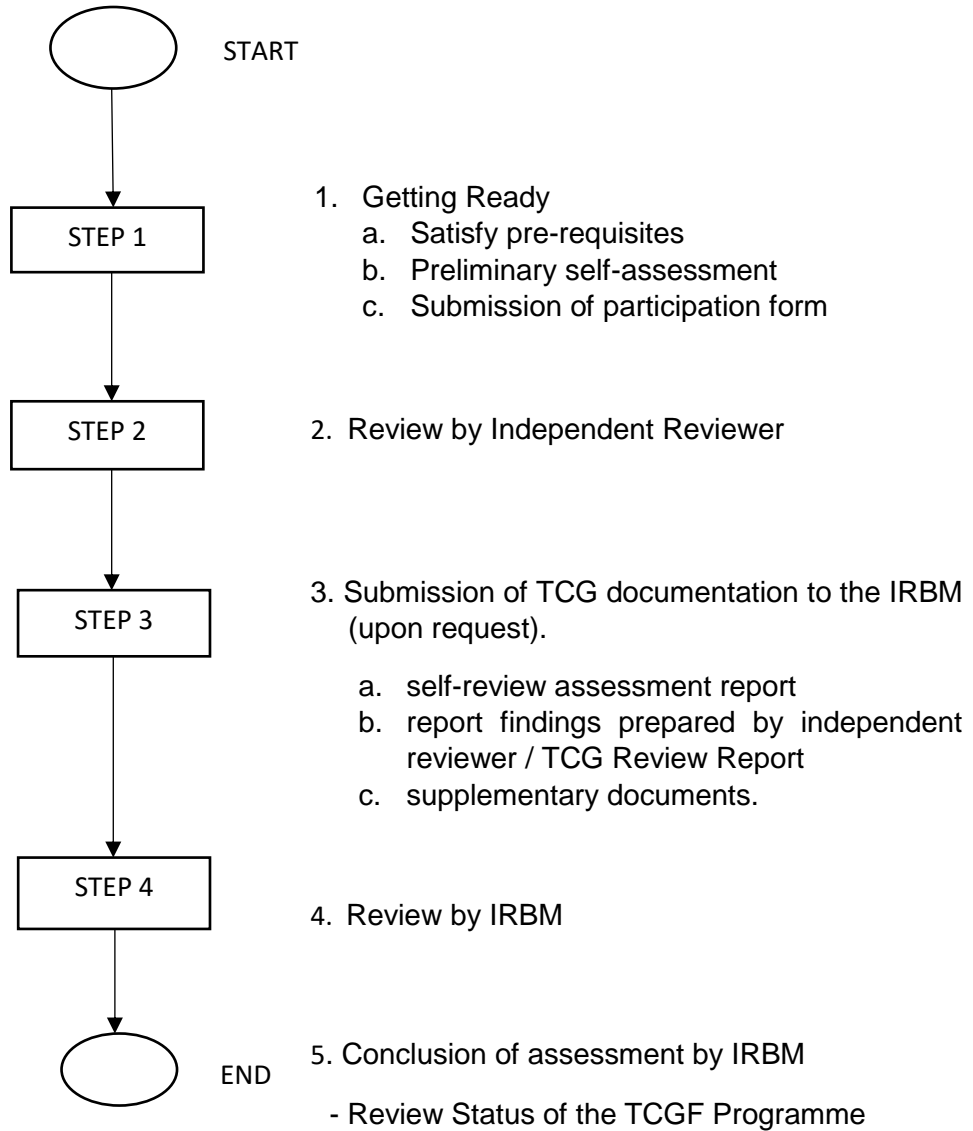 START
STEP 1
1. Getting Ready
a. Satisfy pre-requisites
b. Preliminary self-assessment
c. Submission of participation form
STEP 2
2. Review by Independent Reviewer
STEP 3
3. Submission of TCG documentation to the IRBM
(upon request).
a. self-review assessment report
b. report findings prepared by independent
reviewer / TCG Review Report
c. supplementary documents.
STEP 4
4. Review by IRBM
END
5. Conclusion of assessment by IRBM
- Review Status of the TCGF Programme